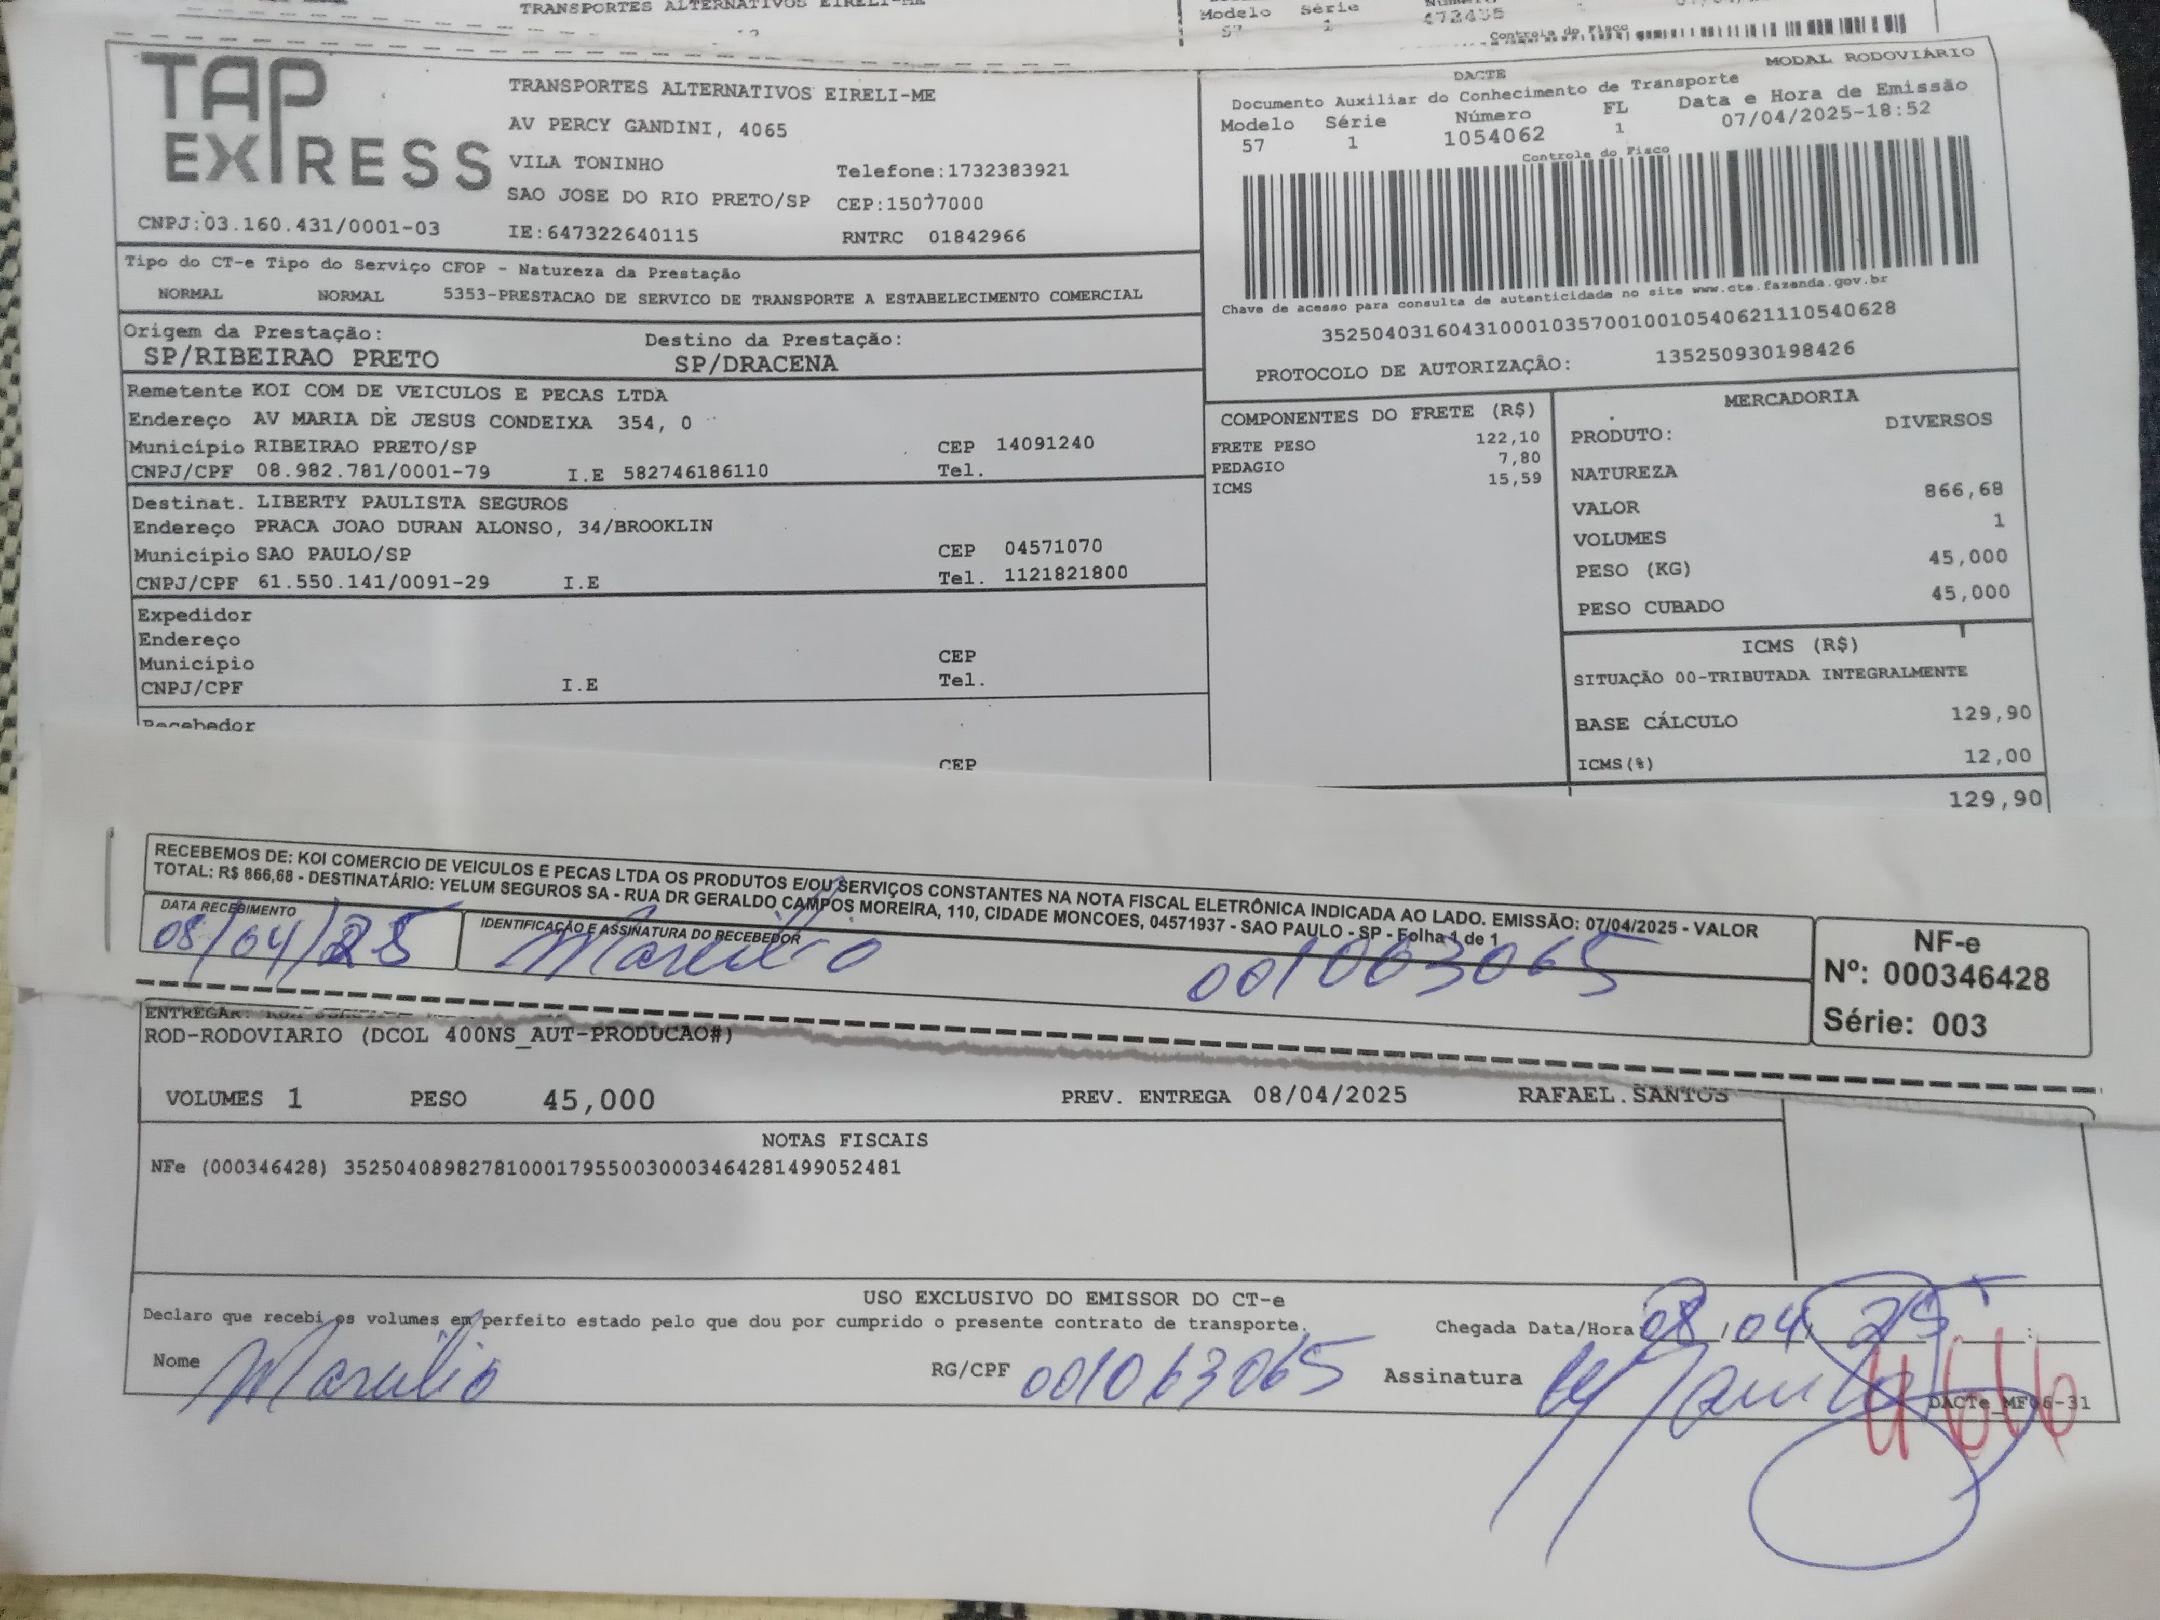 TRANSPORTES ALTERNATIVOS EIRELI-ME
Modelo Série
57 1 472435
Controle do Fisco
TAP EXPRESS
TRANSPORTES ALTERNATIVOS EIRELI-ME
AV PERCY GANDINI, 4065
VILA TONINHO Telefone:1732383921
SAO JOSE DO RIO PRETO/SP CEP:15077000
CNPJ:03.160.431/0001-03 IE:647322640115 RNTRC 01842966
DACTE MODAL RODOVIÁRIO
Documento Auxiliar do Conhecimento de Transporte
Modelo Série Número FL Data e Hora de Emissão
57 1 1054062 1 07/04/2025-18:52
Controle do Fisco
Chave de acesso para consulta de autenticidade no site www.cte.fazenda.gov.br
35250403160431000103570010010540621110540628
PROTOCOLO DE AUTORIZAÇÂO: 135250930198426
Tipo do CT-e Tipo do Serviço CFOP - Natureza da Prestação
NORMAL NORMAL 5353-PRESTACAO DE SERVICO DE TRANSPORTE A ESTABELECIMENTO COMERCIAL
Origem da Prestação: Destino da Prestação:
SP/RIBEIRAO PRETO SP/DRACENA
Remetente KOI COM DE VEICULOS E PECAS LTDA
Endereço AV MARIA DE JESUS CONDEIXA 354, 0
Município RIBEIRAO PRETO/SP CEP 14091240
CNPJ/CPF 08.982.781/0001-79 I.E 582746186110 Tel.
Destinat. LIBERTY PAULISTA SEGUROS
Endereço PRACA JOAO DURAN ALONSO, 34/BROOKLIN
Município SAO PAULO/SP CEP 04571070
CNPJ/CPF 61.550.141/0091-29 I.E Tel. 1121821800
Expedidor
Endereço
Município CEP
CNPJ/CPF I.E Tel.
Recebedor
CEP
COMPONENTES DO FRETE (R$)
FRETE PESO 122,10
PEDAGIO 7,80
ICMS 15,59
MERCADORIA
PRODUTO: DIVERSOS
NATUREZA
VALOR 866,68
VOLUMES 1
PESO (KG) 45,000
PESO CUBADO 45,000
ICMS (R$)
SITUAÇÃO 00-TRIBUTADA INTEGRALMENTE
BASE CÁLCULO 129,90
ICMS(%) 12,00
129,90
RECEBEMOS DE: KOI COMERCIO DE VEICULOS E PECAS LTDA OS PRODUTOS E/OU SERVIÇOS CONSTANTES NA NOTA FISCAL ELETRÔNICA INDICADA AO LADO. EMISSÃO: 07/04/2025 - VALOR
TOTAL: R$ 866,68 - DESTINATÁRIO: YELUM SEGUROS SA - RUA DR GERALDO CAMPOS MOREIRA, 110, CIDADE MONCOES, 04571937 - SAO PAULO - SP - Folha 1 de 1
DATA RECEBIMENTO IDENTIFICAÇÃO E ASSINATURA DO RECEBEDOR
08/04/25 Marcilio 001063065
NF-e
Nº: 000346428
Série: 003
ENTREGAR:
ROD-RODOVIARIO (DCOL 400NS_AUT-PRODUCAO#)
VOLUMES 1 PESO 45,000 PREV. ENTREGA 08/04/2025 RAFAEL.SANTOS
NOTAS FISCAIS
NFe (000346428) 35250408982781000179550030003464281499052481
USO EXCLUSIVO DO EMISSOR DO CT-e
Declaro que recebi os volumes em perfeito estado pelo que dou por cumprido o presente contrato de transporte.
Chegada Data/Hora 08/04/25 :
Nome Marcilio RG/CPF 001063065 Assinatura
DACTe_MF06-31